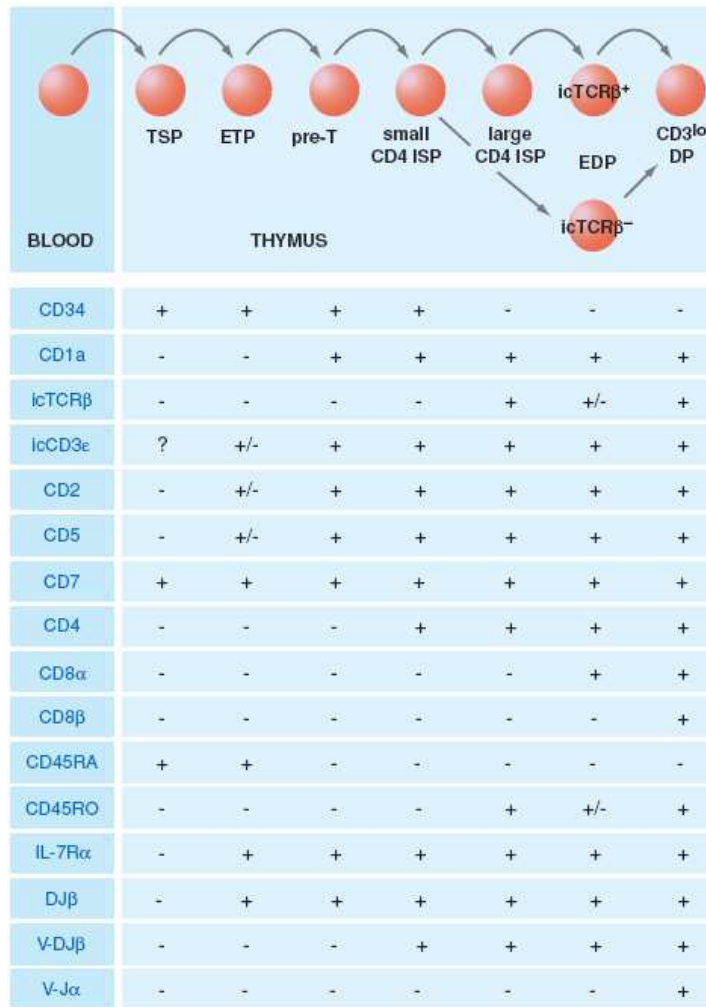 icTCRβ⁺
TSP ETP pre-T small CD4 ISP large CD4 ISP EDP CD3ˡᵒ DP
icTCRβ⁻
BLOOD THYMUS
CD34 + + + + - - -
CD1a - - + + + + +
icTCRβ - - - - + +/- +
icCD3ε ? +/- + + + + +
CD2 - +/- + + + + +
CD5 - +/- + + + + +
CD7 + + + + + + +
CD4 - - - + + + +
CD8α - - - - - + +
CD8β - - - - - - +
CD45RA + + - - - - -
CD45RO - - - - + +/- +
IL-7Rα - + + + + + +
DJβ - + + + + + +
V-DJβ - - - + + + +
V-Jα - - - - - - +